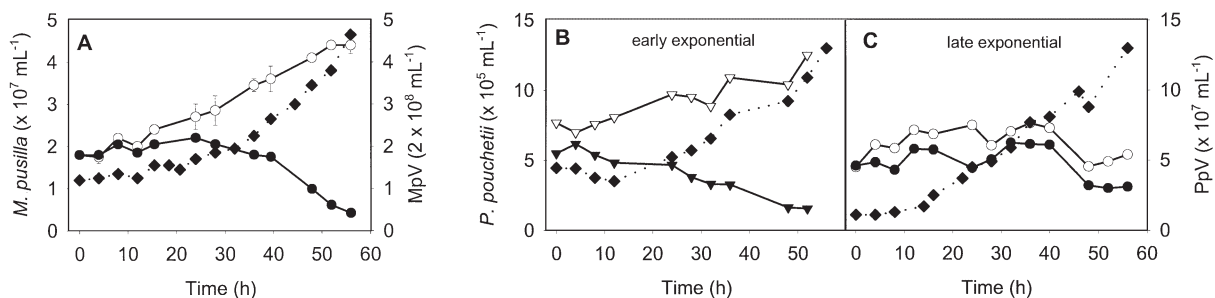 A
M. pusilla (x 10⁷ mL⁻¹)
5
4
3
2
1
0
5
4
3
2
1
0
MpV (2 x 10⁸ mL⁻¹)
0 10 20 30 40 50 60
Time (h)
B early exponential
P. pouchetii (x 10⁵ mL⁻¹)
15
10
5
0
0 10 20 30 40 50
C late exponential
15
10
5
0
PpV (x 10⁷ mL⁻¹)
0 10 20 30 40 50 60
Time (h) Time (h)